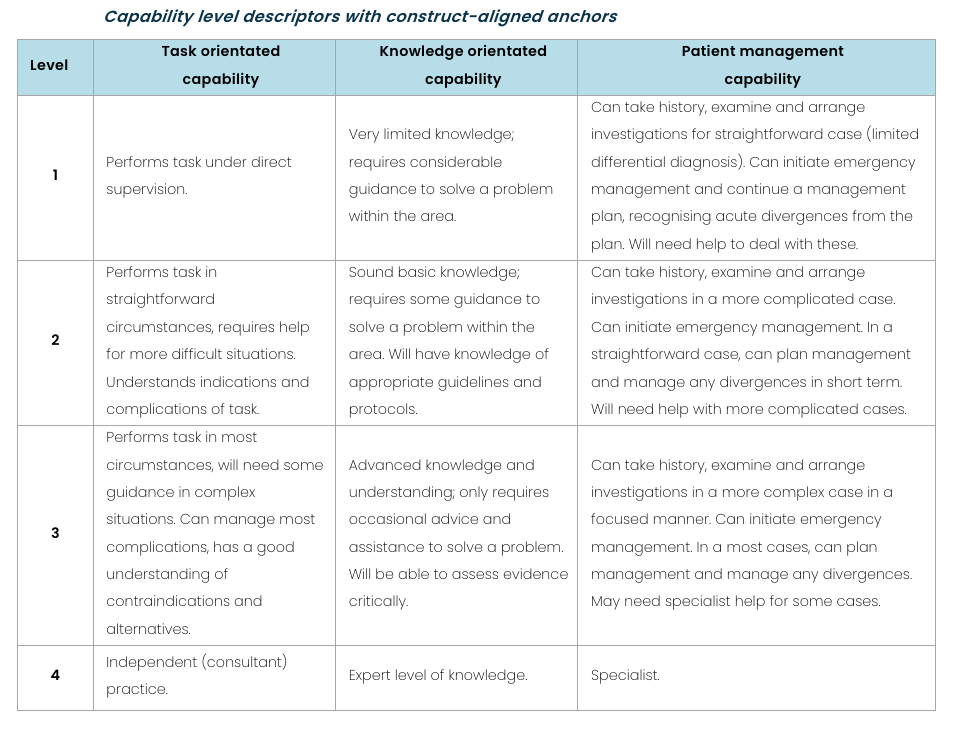 Capability level descriptors with construct-aligned anchors
Level
Task orientated
capability
Knowledge orientated
capability
Patient management
capability
1
Performs task under direct
supervision.
Very limited knowledge;
requires considerable
guidance to solve a problem
within the area.
Can take history, examine and arrange
investigations for straightforward case (limited
differential diagnosis). Can initiate emergency
management and continue a management
plan, recognising acute divergences from the
plan. Will need help to deal with these.
2
Performs task in
straightforward
circumstances, requires help
for more difficult situations.
Understands indications and
complications of task.
Sound basic knowledge;
requires some guidance to
solve a problem within the
area. Will have knowledge of
appropriate guidelines and
protocols.
Can take history, examine and arrange
investigations in a more complicated case.
Can initiate emergency management. In a
straightforward case, can plan management
and manage any divergences in short term.
Will need help with more complicated cases.
3
Performs task in most
circumstances, will need some
guidance in complex
situations. Can manage most
complications, has a good
understanding of
contraindications and
alternatives.
Advanced knowledge and
understanding; only requires
occasional advice and
assistance to solve a problem.
Will be able to assess evidence
critically.
Can take history, examine and arrange
investigations in a more complex case in a
focused manner. Can initiate emergency
management. In a most cases, can plan
management and manage any divergences.
May need specialist help for some cases.
4
Independent (consultant)
practice.
Expert level of knowledge.
Specialist.